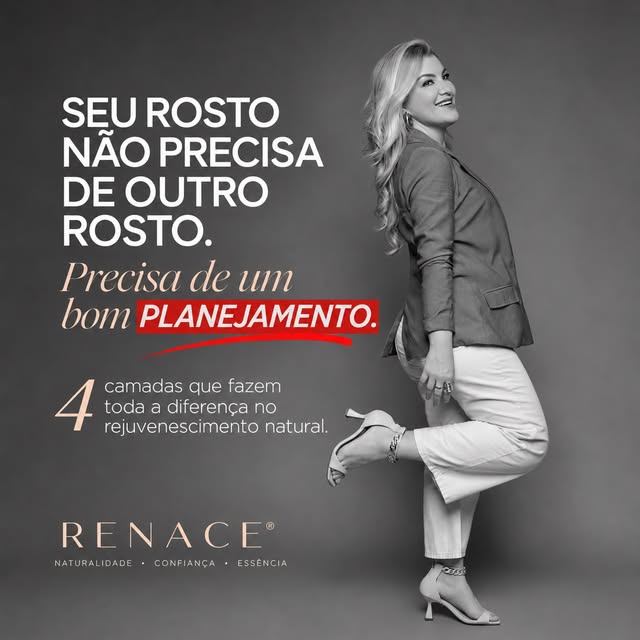 SEU ROSTO
NÃO PRECISA
DE OUTRO
ROSTO.
Precisa de um
bom PLANEJAMENTO.
4 camadas que fazem
toda a diferença no
rejuvenescimento natural.
RENACE®
NATURALIDADE • CONFIANÇA • ESSÊNCIA